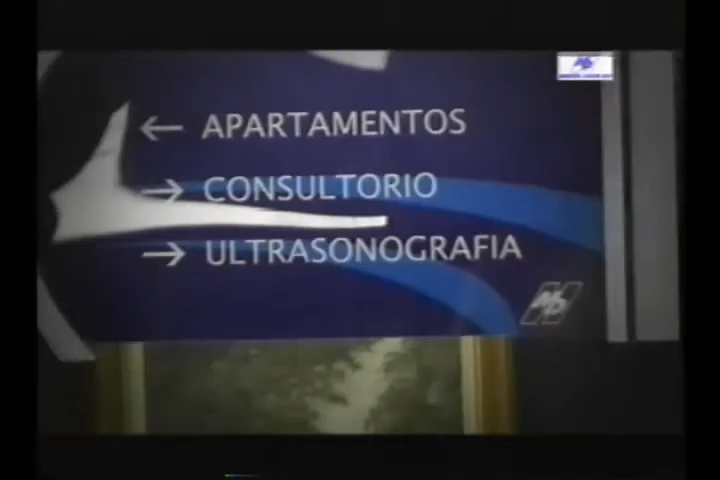 ← APARTAMENTOS
→ CONSULTORIO
→ ULTRASONOGRAFIA